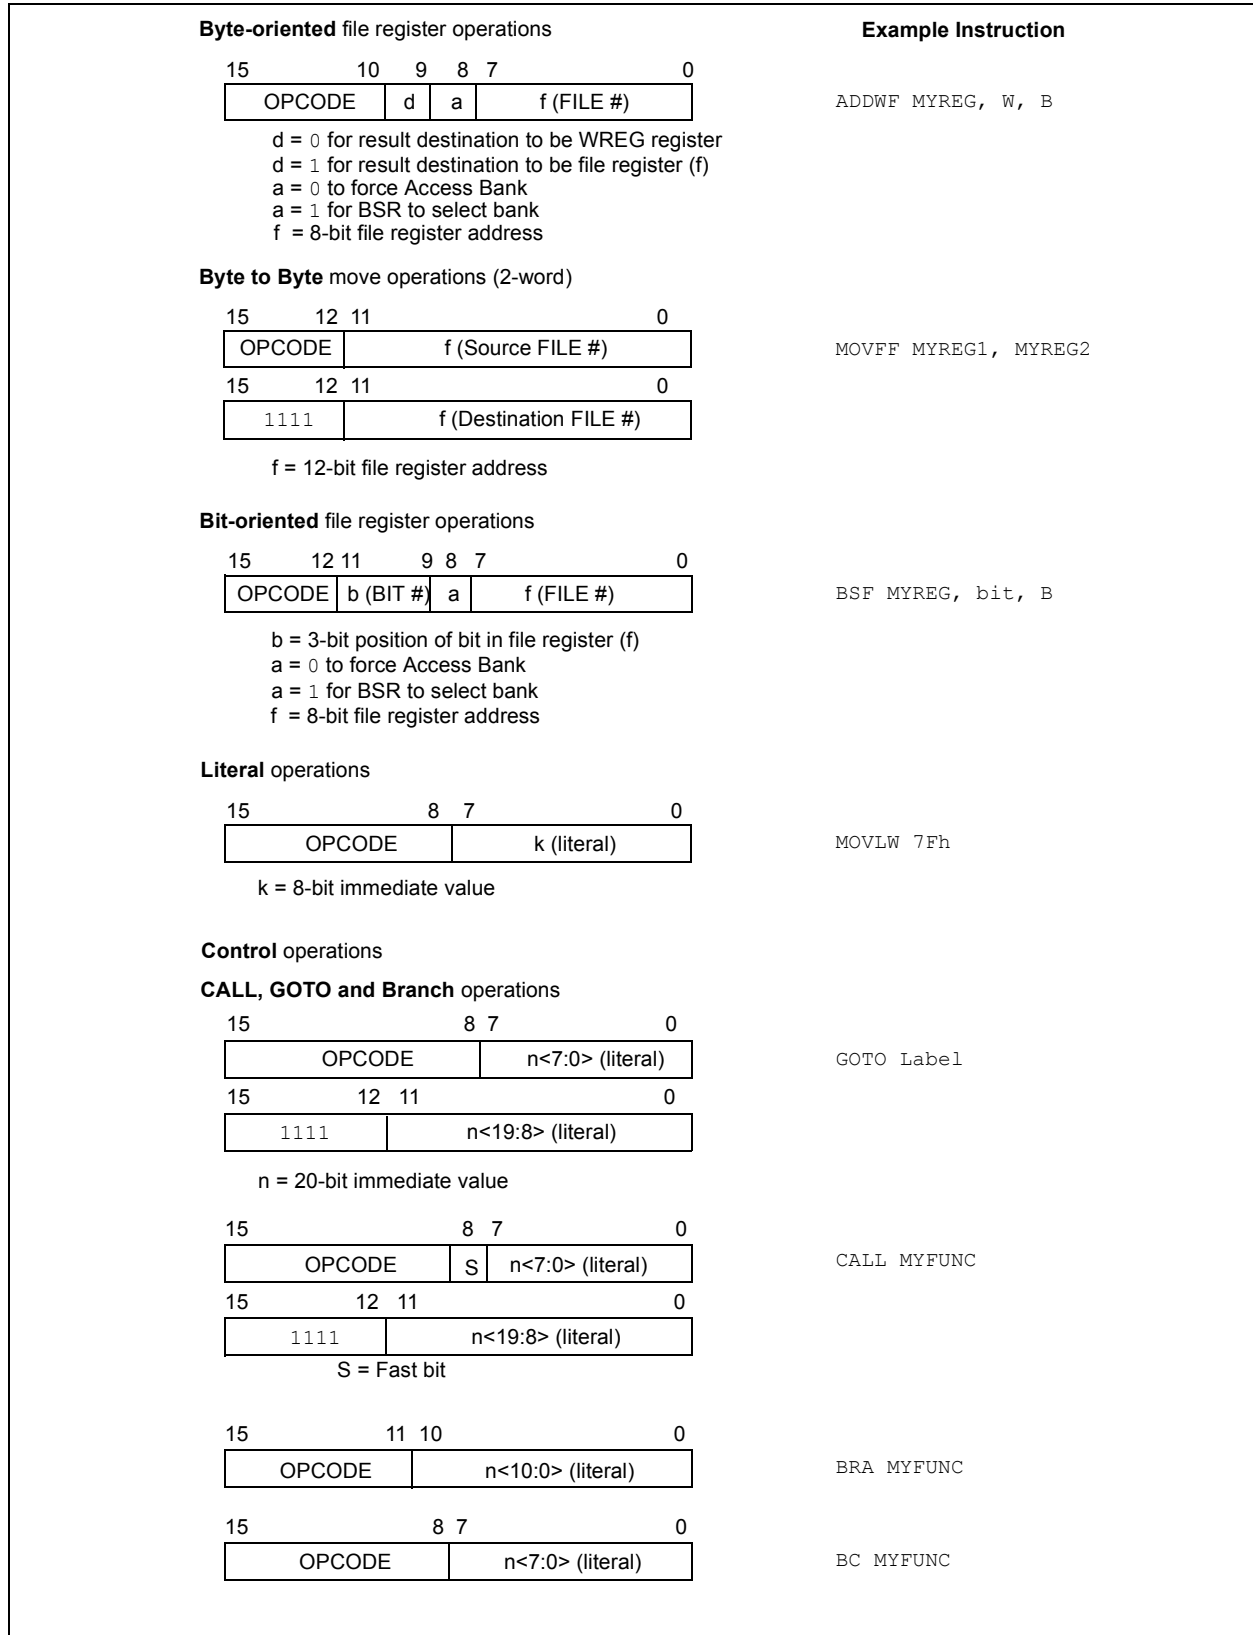 Byte-oriented file register operations Example Instruction
15 10 9 8 7 0
OPCODE d a f (FILE #) ADDWF MYREG, W, B
d = 0 for result destination to be WREG register
d = 1 for result destination to be file register (f)
a = 0 to force Access Bank
a = 1 for BSR to select bank
f = 8-bit file register address
Byte to Byte move operations (2-word)
15 12 11 0
OPCODE f (Source FILE #) MOVFF MYREG1, MYREG2
15 12 11 0
1111 f (Destination FILE #)
f = 12-bit file register address
Bit-oriented file register operations
15 12 11 9 8 7 0
OPCODE b (BIT #) a f (FILE #) BSF MYREG, bit, B
b = 3-bit position of bit in file register (f)
a = 0 to force Access Bank
a = 1 for BSR to select bank
f = 8-bit file register address
Literal operations
15 8 7 0
OPCODE k (literal) MOVLW 7Fh
k = 8-bit immediate value
Control operations
CALL, GOTO and Branch operations
15 8 7 0
OPCODE n<7:0> (literal) GOTO Label
15 12 11 0
1111 n<19:8> (literal)
n = 20-bit immediate value
15 8 7 0
OPCODE S n<7:0> (literal) CALL MYFUNC
15 12 11 0
1111 n<19:8> (literal)
S = Fast bit
15 11 10 0
OPCODE n<10:0> (literal) BRA MYFUNC
15 8 7 0
OPCODE n<7:0> (literal) BC MYFUNC